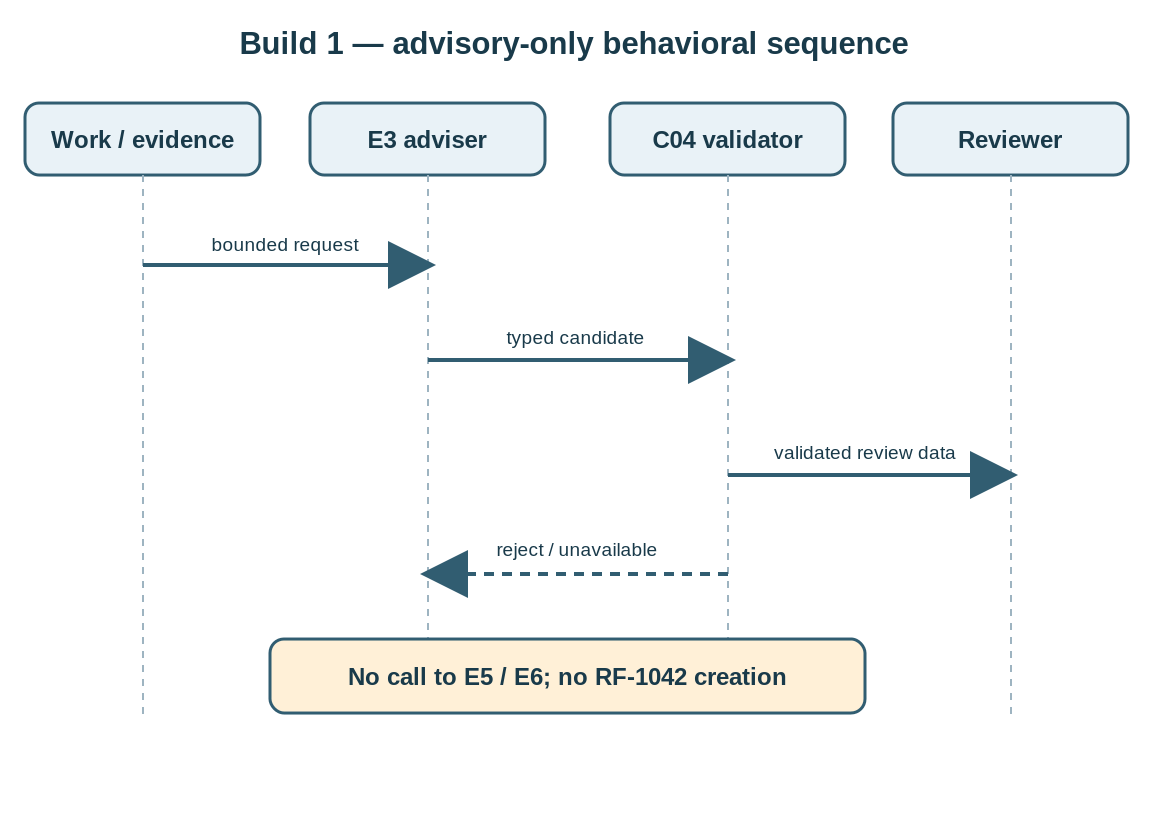 Build 1 — advisory-only behavioral sequence
Work / evidence
E3 adviser
C04 validator
Reviewer
bounded request
typed candidate
validated review data
reject / unavailable
No call to E5 / E6; no RF-1042 creation